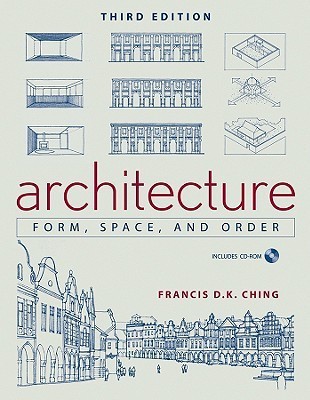 THIRD EDITION
architecture
FORM, SPACE, AND ORDER
INCLUDES CD-ROM
FRANCIS D.K. CHING